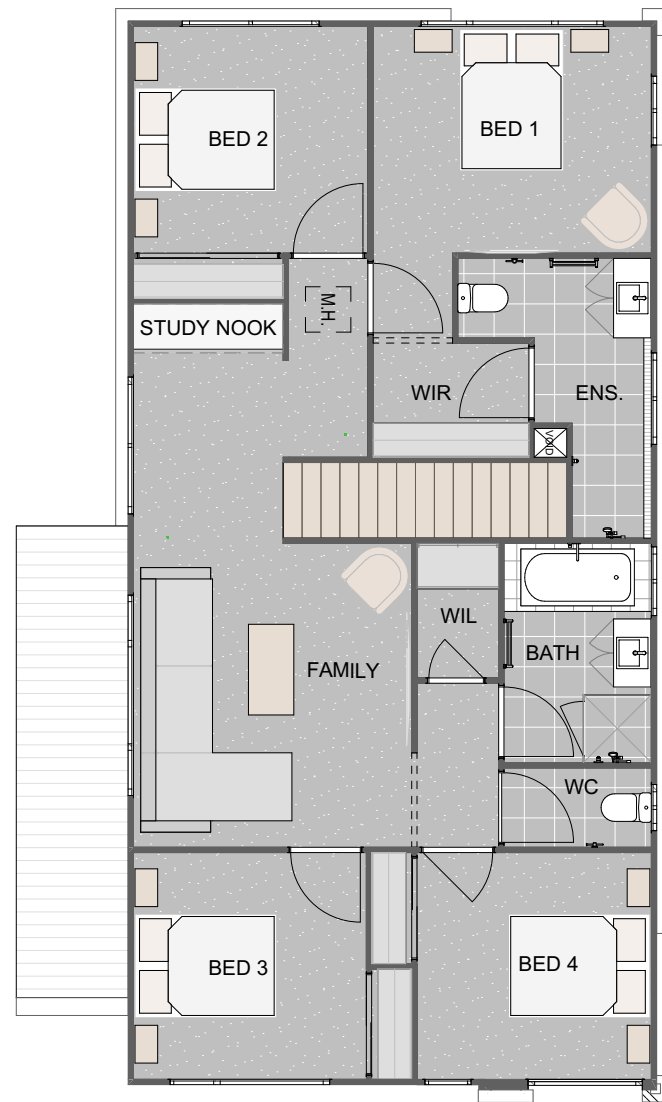 BED 2
BED 1
M.H.
STUDY NOOK
WIR
ENS.
VOID
WIL
BATH
FAMILY
WC
BED 3
BED 4